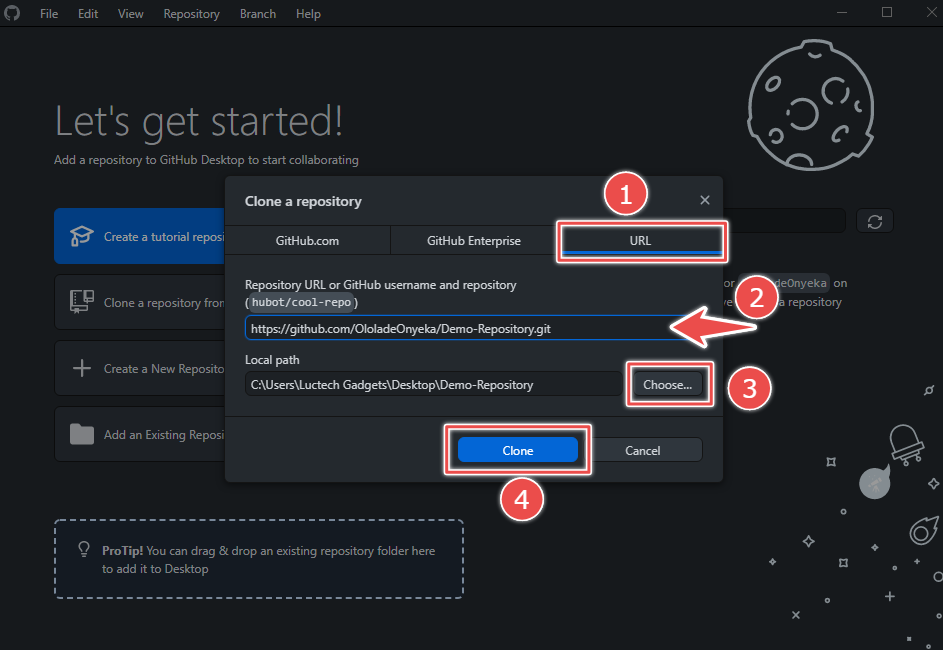 File Edit View Repository Branch Help
Let's get started!
Add a repository to GitHub Desktop to start collaborating
1
Clone a repository
GitHub.com GitHub Enterprise URL
Create a tutorial reposi
Repository URL or GitHub username and repository
(hubot/cool-repo)
or deOnyeka on
2
Clone a repository from
a repository
https://github.com/OloladeOnyeka/Demo-Repository.git
Local path
Create a New Reposito
C:\Users\Luctech Gadgets\Desktop\Demo-Repository Choose...
3
Add an Existing Reposi
Clone Cancel
4
ProTip! You can drag & drop an existing repository folder here
to add it to Desktop